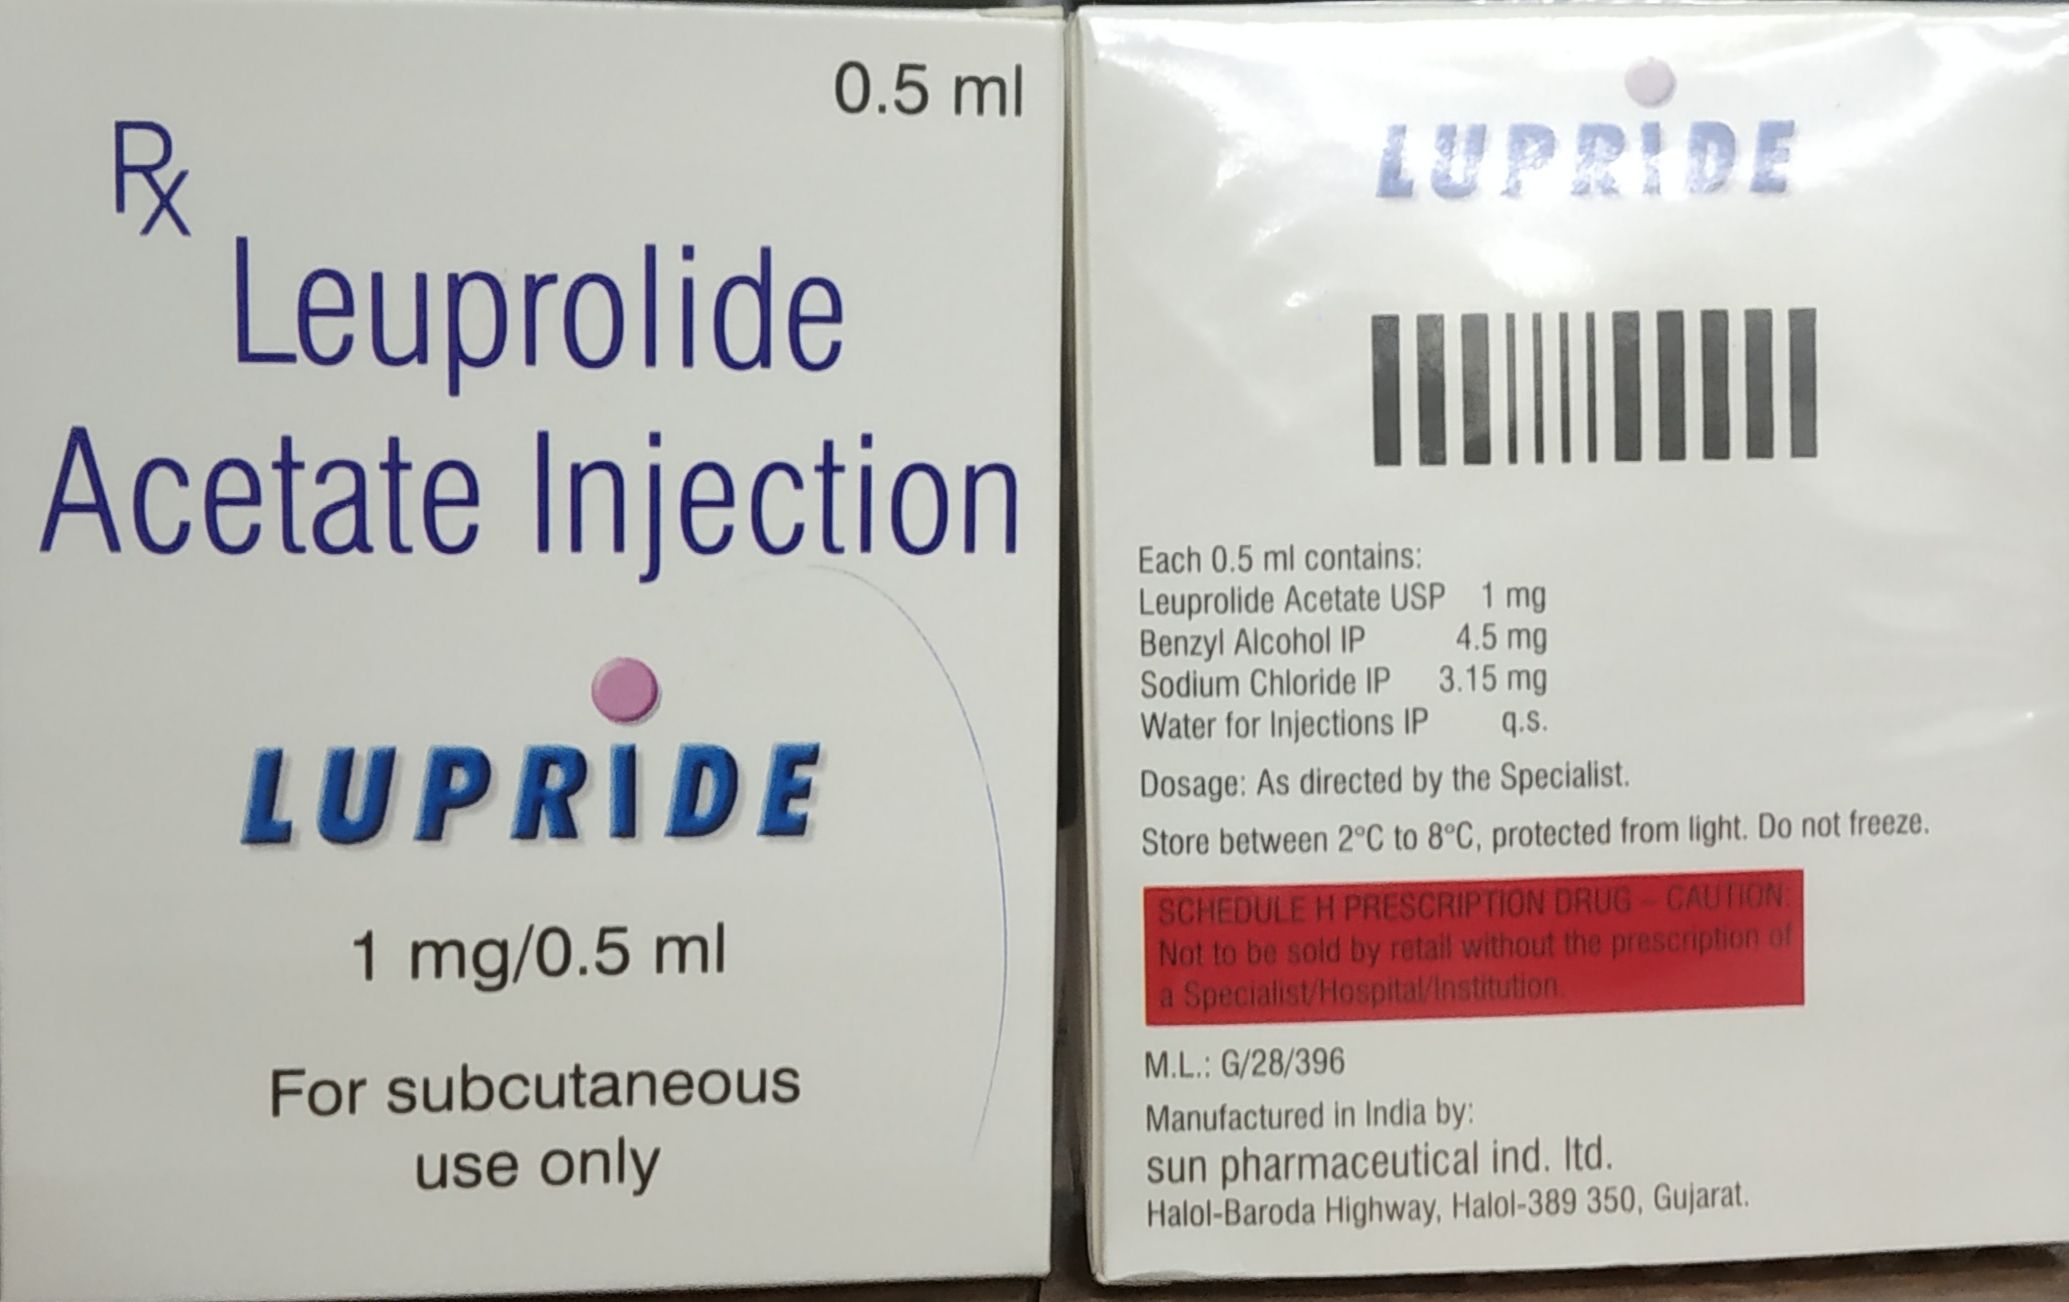 0.5 ml
Rx
Leuprolide
Acetate Injection
LUPRIDE
1 mg/0.5 ml
For subcutaneous
use only
LUPRIDE
Each 0.5 ml contains:
Leuprolide Acetate USP 1 mg
Benzyl Alcohol IP 4.5 mg
Sodium Chloride IP 3.15 mg
Water for Injections IP q.s.
Dosage: As directed by the Specialist.
Store between 2°C to 8°C, protected from light. Do not freeze.
SCHEDULE H PRESCRIPTION DRUG – CAUTION:
Not to be sold by retail without the prescription of
a Specialist/Hospital/Institution.
M.L.: G/28/396
Manufactured in India by:
sun pharmaceutical ind. ltd.
Halol-Baroda Highway, Halol-389 350, Gujarat.